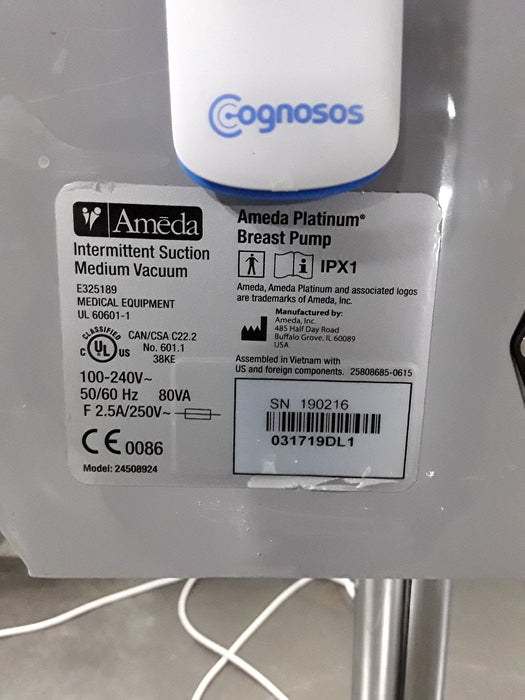 Cognosos
Amēda
Intermittent Suction
Medium Vacuum
E325189
MEDICAL EQUIPMENT
UL 60601-1
CLASSIFIED
C UL US
CAN/CSA C22.2
No. 601.1
38KE
100-240V~
50/60 Hz 80VA
F 2.5A/250V~
CE 0086
Model: 24508924
Ameda Platinum®
Breast Pump
i IPX1
Ameda, Ameda Platinum and associated logos
are trademarks of Ameda, Inc.
Manufactured by:
Ameda, Inc.
485 Half Day Road
Buffalo Grove, IL 60089
USA
Assembled in Vietnam with
US and foreign components. 25808685-0615
SN 190216
031719DL1